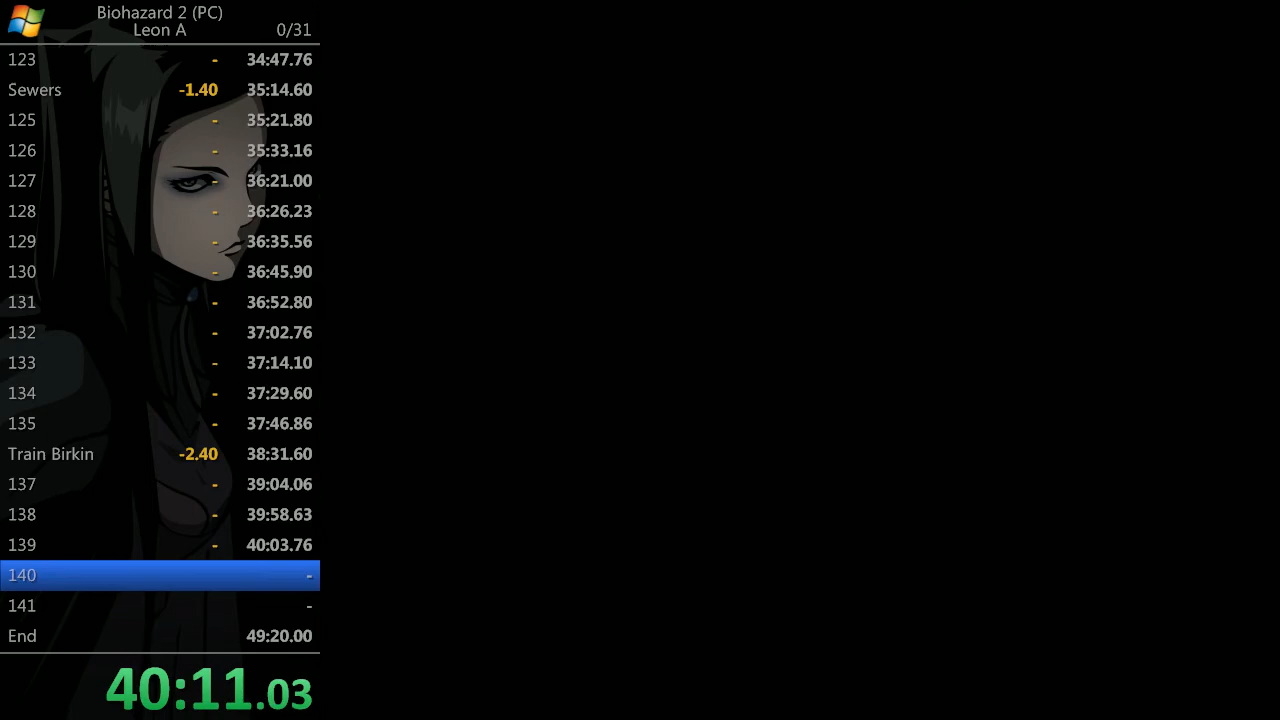 Biohazard 2 (PC)
Leon A 0/31
123 - 34:47.76
Sewers -1.40 35:14.60
125 - 35:21.80
126 - 35:33.16
127 - 36:21.00
128 - 36:26.23
129 - 36:35.56
130 - 36:45.90
131 - 36:52.80
132 - 37:02.76
133 - 37:14.10
134 - 37:29.60
135 - 37:46.86
Train Birkin -2.40 38:31.60
137 - 39:04.06
138 - 39:58.63
139 - 40:03.76
140 -
141 -
End 49:20.00
40:11.03